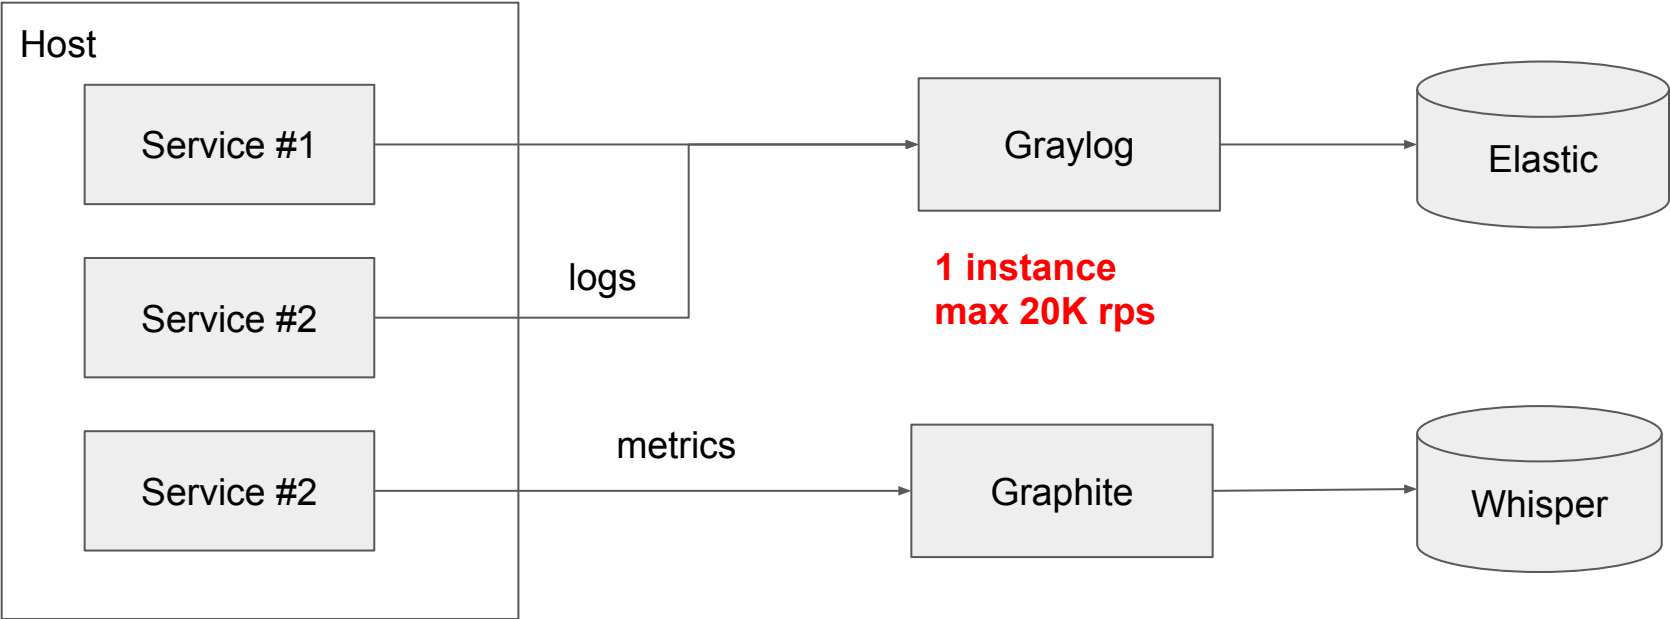 Host
Service #1
Graylog
Elastic
logs
1 instance
max 20K rps
Service #2
metrics
Service #2
Graphite
Whisper